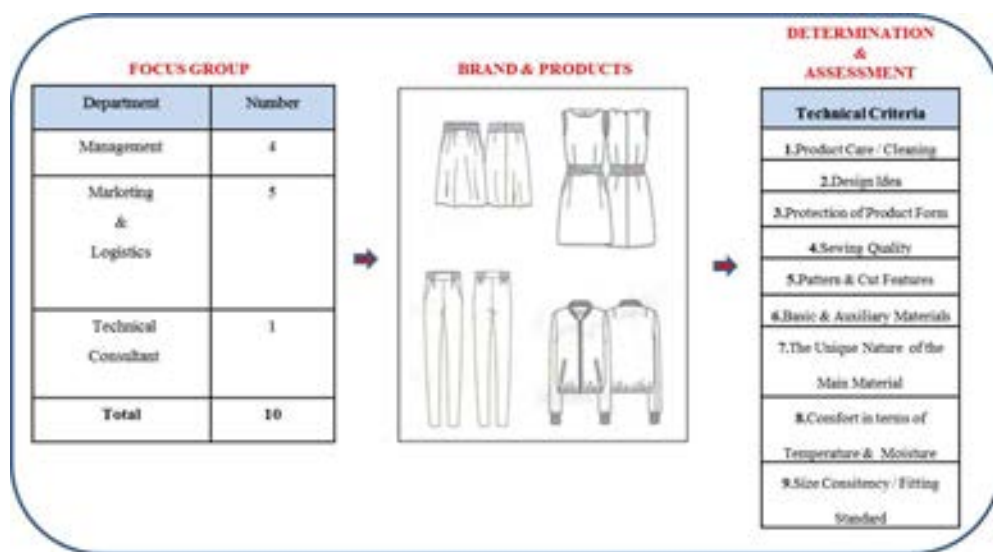 FOCUS GROUP
Department Number
Management 4
Marketing 5
&
Logistics
Technical 1
Consultant
Total 10
BRAND & PRODUCTS
DETERMINATION
&
ASSESSMENT
Technical Criteria
1.Product Care / Cleaning
2.Design Idea
3.Protection of Product Form
4.Sewing Quality
5.Pattern & Cut Features
6.Basic & Auxiliary Materials
7.The Unique Nature of the
Main Material
8.Comfort in terms of
Temperature & Moisture
9.Size Consitency / Fitting
Standard